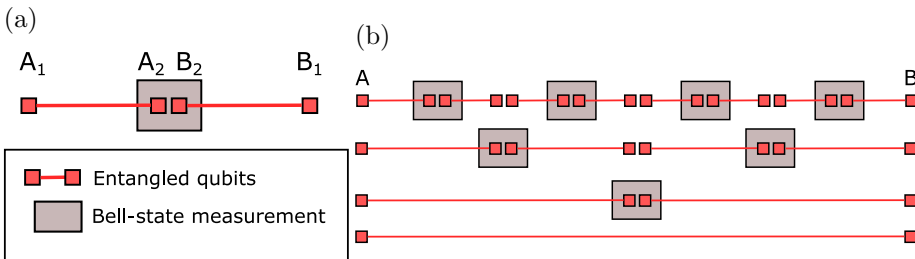 (a)
A₁ A₂ B₂ B₁
Entangled qubits
Bell-state measurement
(b)
A B